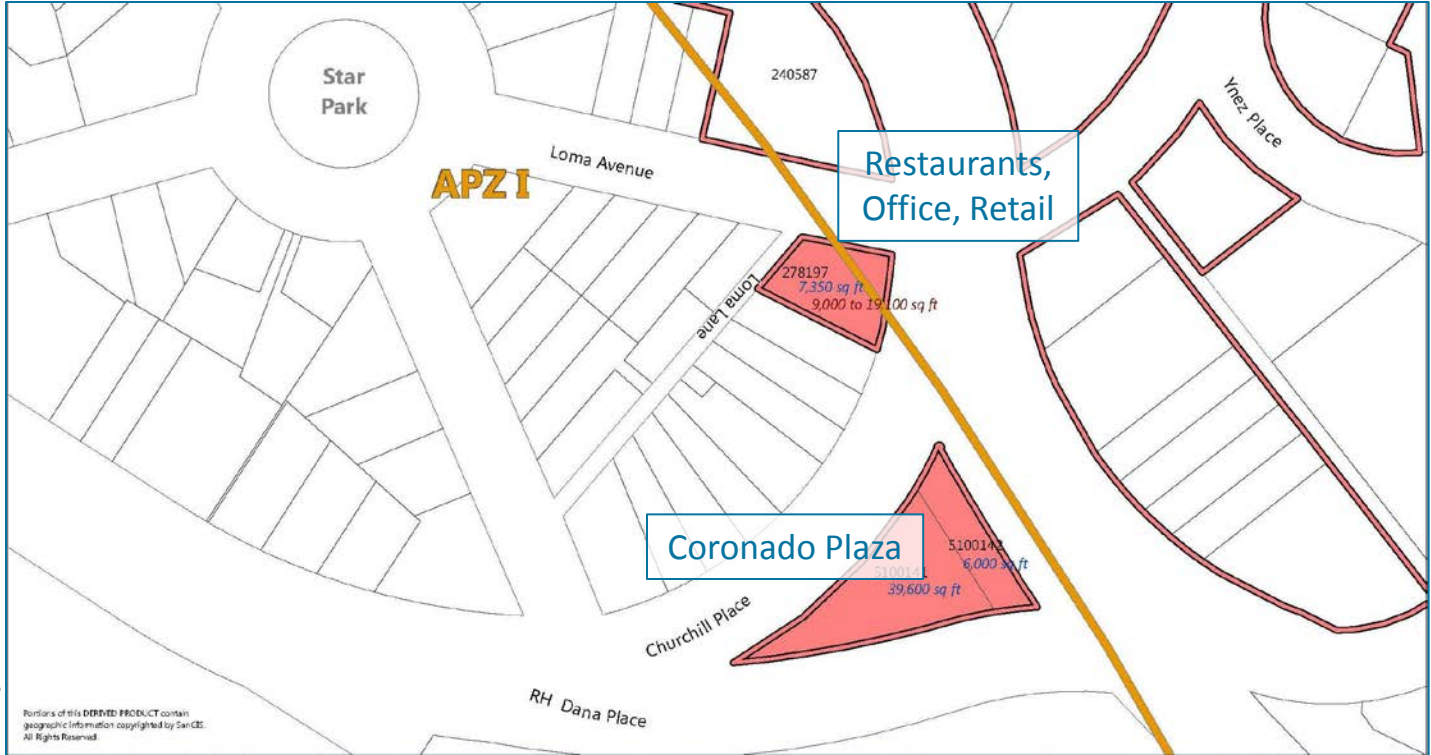 Star
Park
240587
Ynez Place
Restaurants,
Office, Retail
Loma Avenue
APZ I
278197
7,350 sq ft
9,000 to 19,100 sq ft
Loma Lane
Coronado Plaza
5100142
6,000 sq ft
5100141
39,600 sq ft
Churchill Place
RH Dana Place
Portions of this DERIVED PRODUCT contain
geographic information copyrighted by SanGIS.
All Rights Reserved.